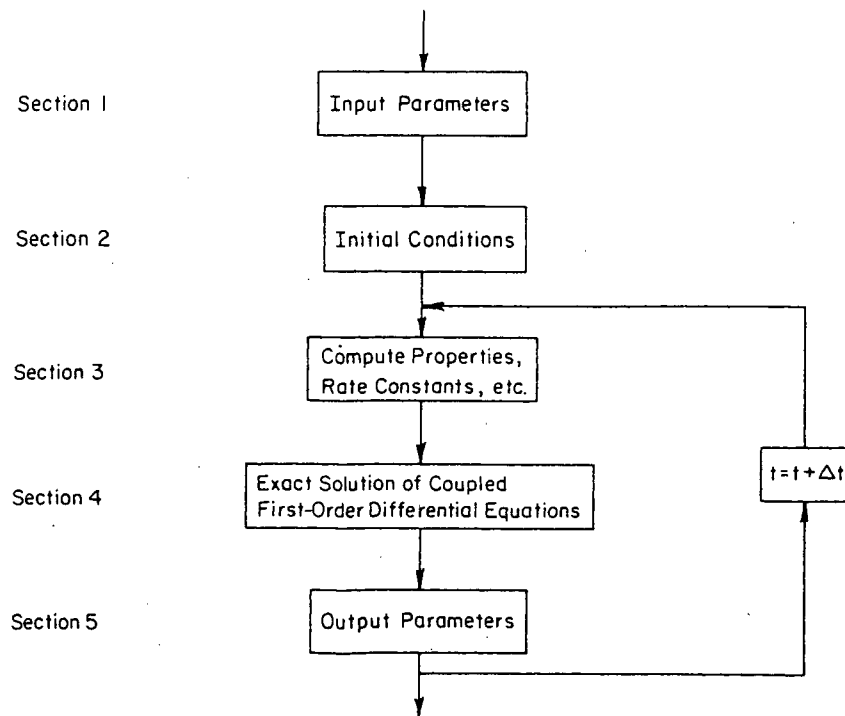 Section 1
Input Parameters
Section 2
Initial Conditions
Section 3
Compute Properties,
Rate Constants, etc.
Section 4
Exact Solution of Coupled
First-Order Differential Equations
t=t+Δt
Section 5
Output Parameters